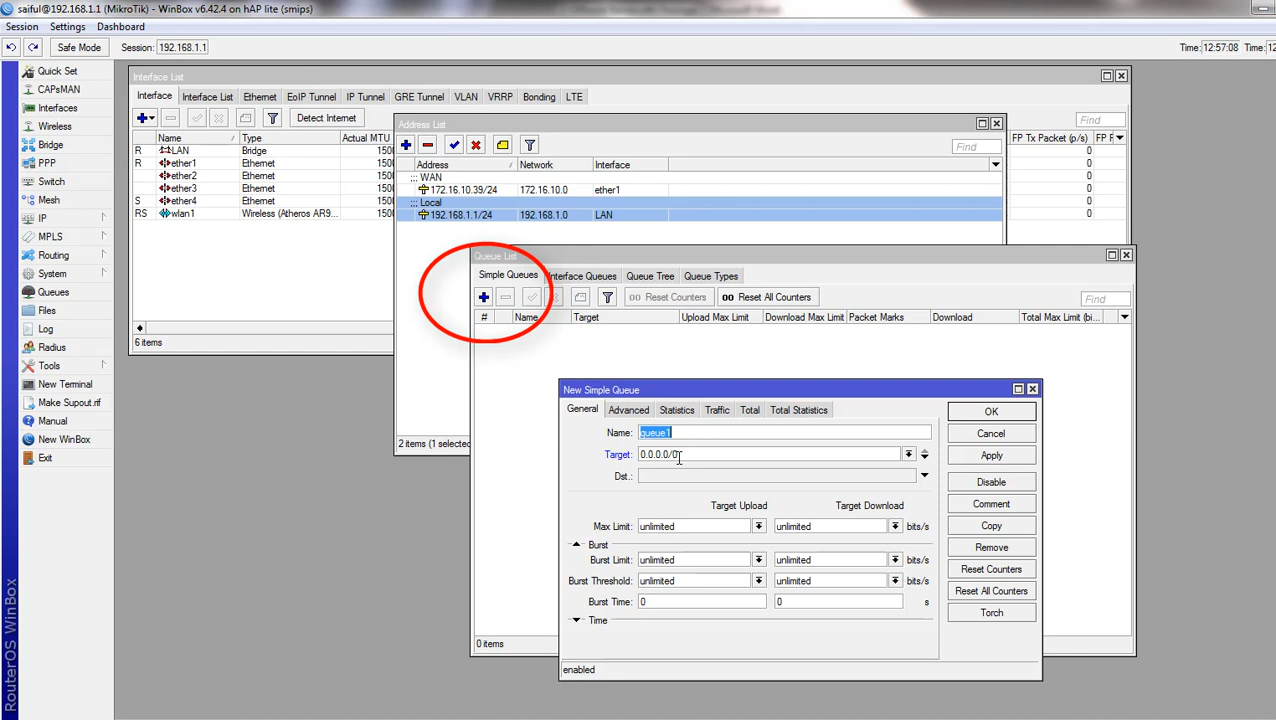 saiful@192.168.1.1 (MikroTik) - WinBox v6.42.4 on hAP lite (smips)
Session Settings Dashboard
Safe Mode Session: 192.168.1.1 Time: 12:57:08 Time: 12
Quick Set
CAPsMAN
Interfaces
Wireless
Bridge
PPP
Switch
Mesh
IP
MPLS
Routing
System
Queues
Files
Log
Radius
Tools
New Terminal
Make Supout.rif
Manual
New WinBox
Exit
RouterOS WinBox
Interface List
Interface Interface List Ethernet EoIP Tunnel IP Tunnel GRE Tunnel VLAN VRRP Bonding LTE
Detect Internet Find
Name Type Actual MTU FP Tx Packet (p/s) FP F
R LAN Bridge 150 0
R ether1 Ethernet 150 0
ether2 Ethernet 150 0
ether3 Ethernet 150 0
S ether4 Ethernet 150 0
RS wlan1 Wireless (Atheros AR9... 150 0
6 items
Address List
Find
Address Network Interface
::: WAN
172.16.10.39/24 172.16.10.0 ether1
::: Local
192.168.1.1/24 192.168.1.0 LAN
2 items (1 selected
Queue List
Simple Queues Interface Queues Queue Tree Queue Types
00 Reset Counters 00 Reset All Counters Find
# Name Target Upload Max Limit Download Max Limit Packet Marks Download Total Max Limit (bi...
0 items
New Simple Queue
General Advanced Statistics Traffic Total Total Statistics
Name: queue1
Target: 0.0.0.0/0
Dst.:
Target Upload Target Download
Max Limit: unlimited unlimited bits/s
Burst
Burst Limit: unlimited unlimited bits/s
Burst Threshold: unlimited unlimited bits/s
Burst Time: 0 0 s
Time
enabled
OK
Cancel
Apply
Disable
Comment
Copy
Remove
Reset Counters
Reset All Counters
Torch